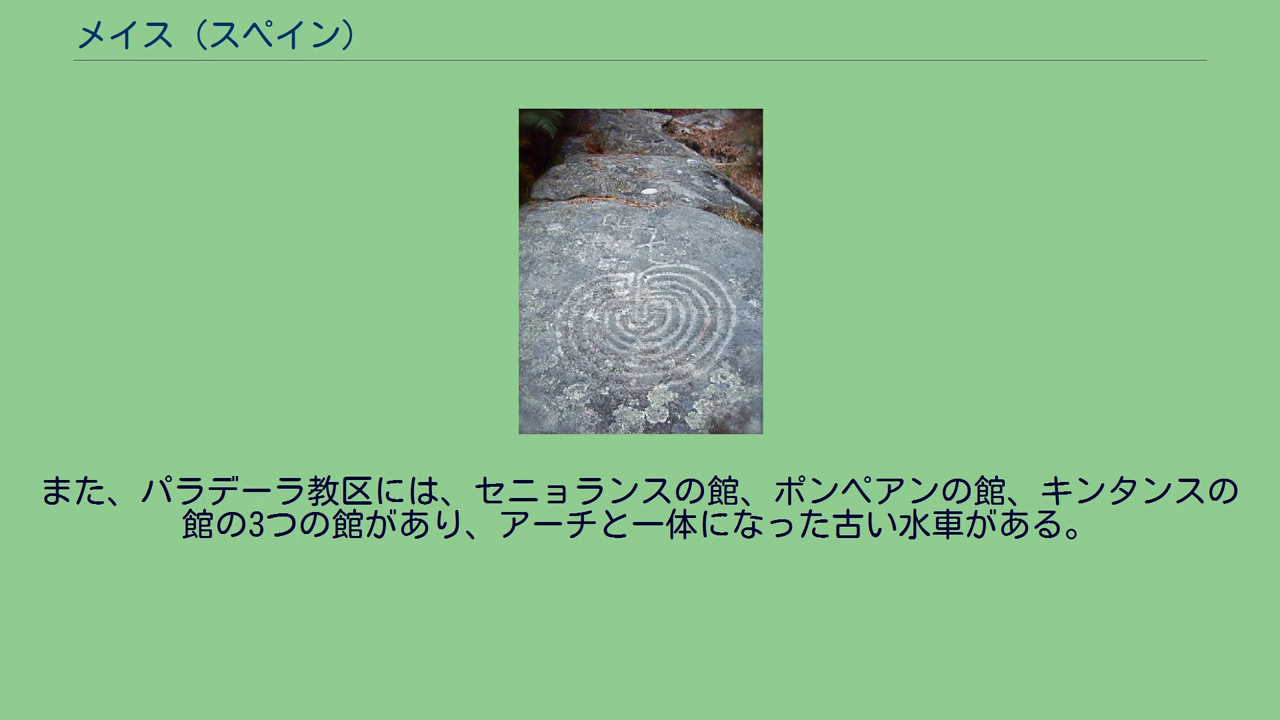 メイス（スペイン）
また、パラデーラ教区には、セニョランスの館、ポンペアンの館、キンタンスの
館の3つの館があり、アーチと一体になった古い水車がある。